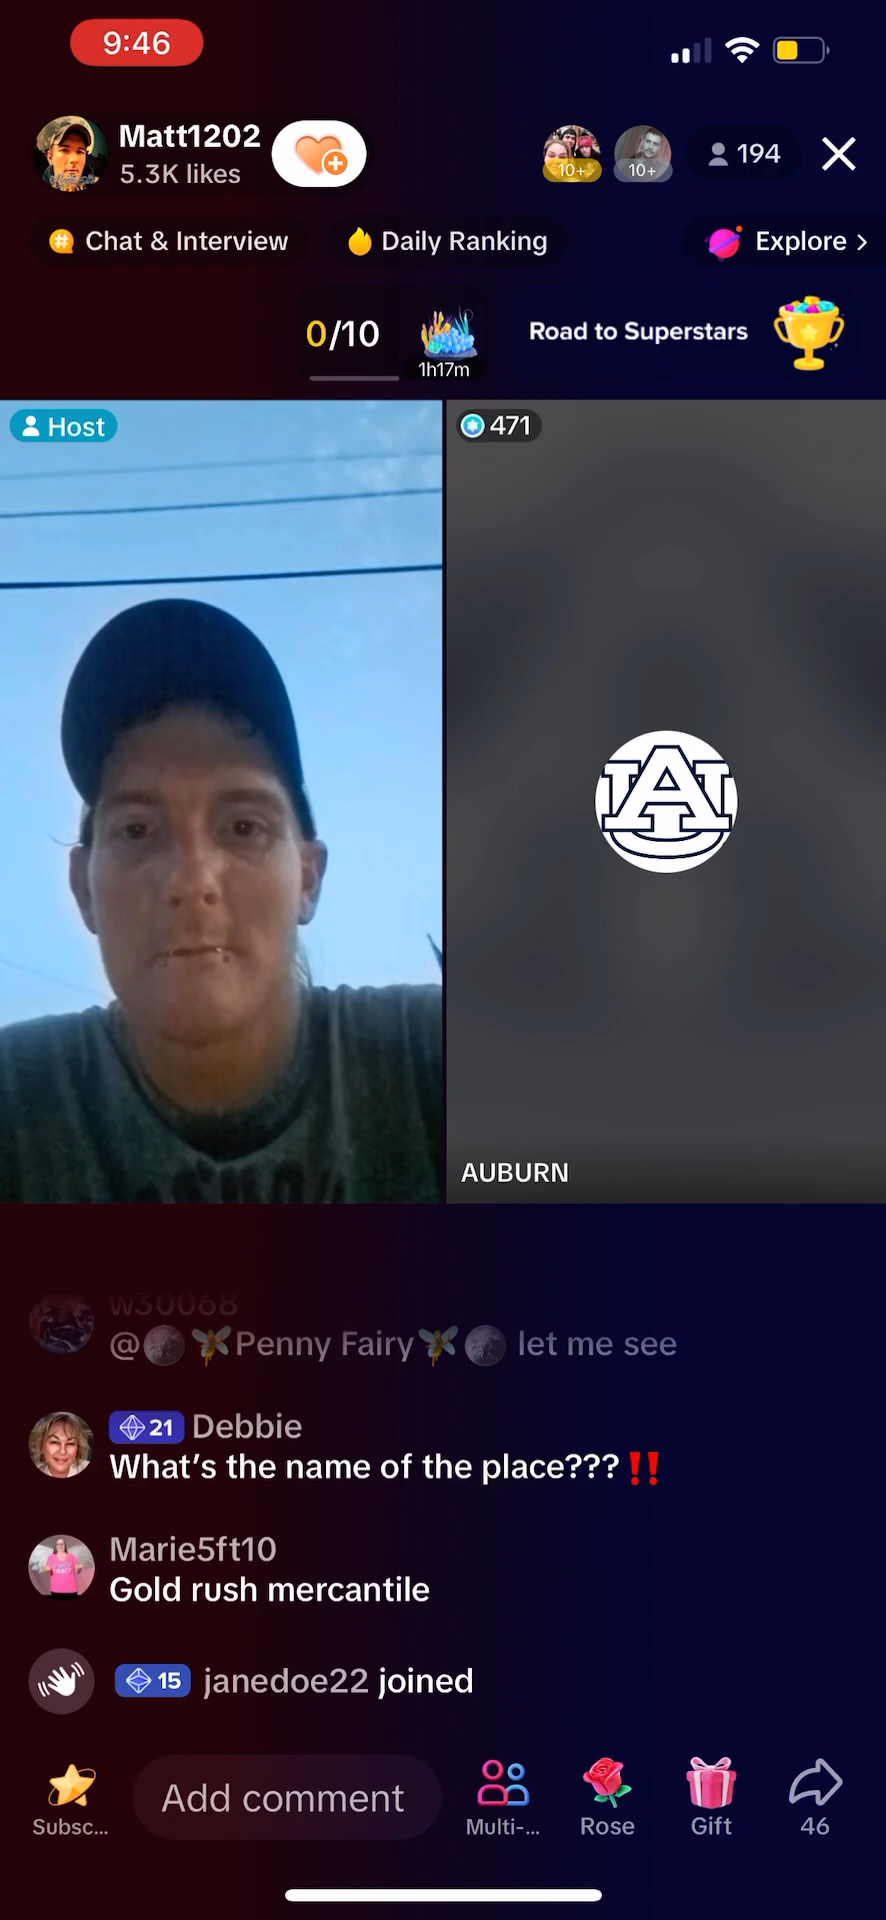 9:46
Matt1202
5.3K likes
10+
10+
194
Chat & Interview
Daily Ranking
Explore >
0/10
1h17m
Road to Superstars
Host
471
AU
AUBURN
w30068
@🌕🧚Penny Fairy🧚🌕 let me see
21 Debbie
What's the name of the place???‼️
Marie5ft10
Gold rush mercantile
15 janedoe22 joined
Subsc...
Add comment
Multi-...
Rose
Gift
46